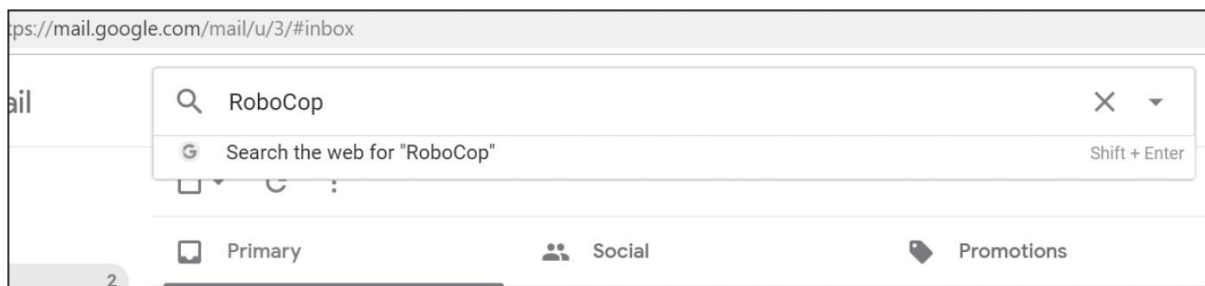 tps://mail.google.com/mail/u/3/#inbox
ail
RoboCop
G Search the web for "RoboCop" Shift + Enter
Primary Social Promotions
2